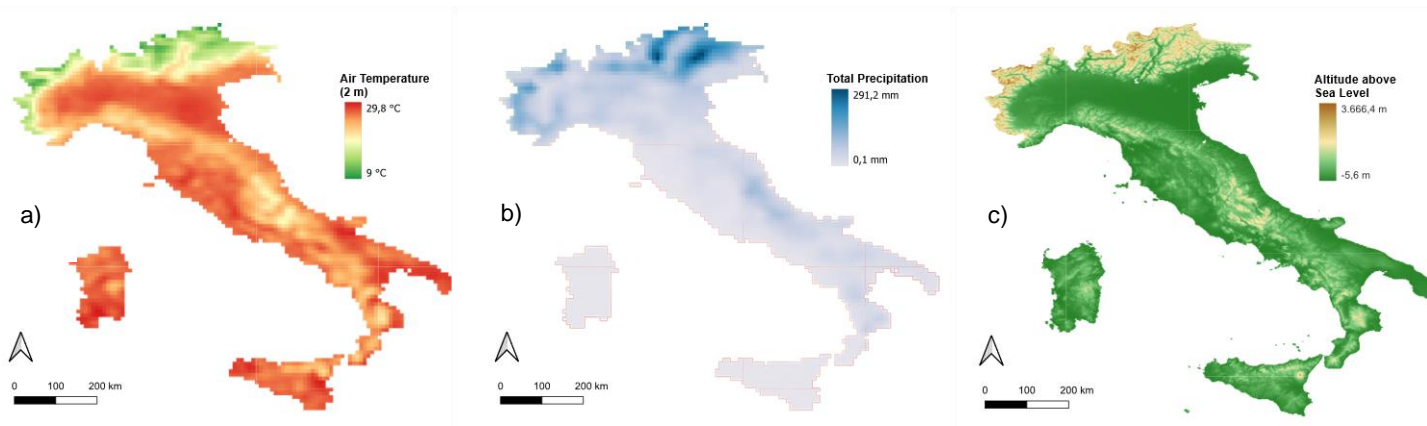 Air Temperature
(2 m)
29,8 °C
9 °C
a)
0 100 200 km
Total Precipitation
291,2 mm
0,1 mm
b)
0 100 200 km
Altitude above
Sea Level
3.666,4 m
-5,6 m
c)
0 100 200 km